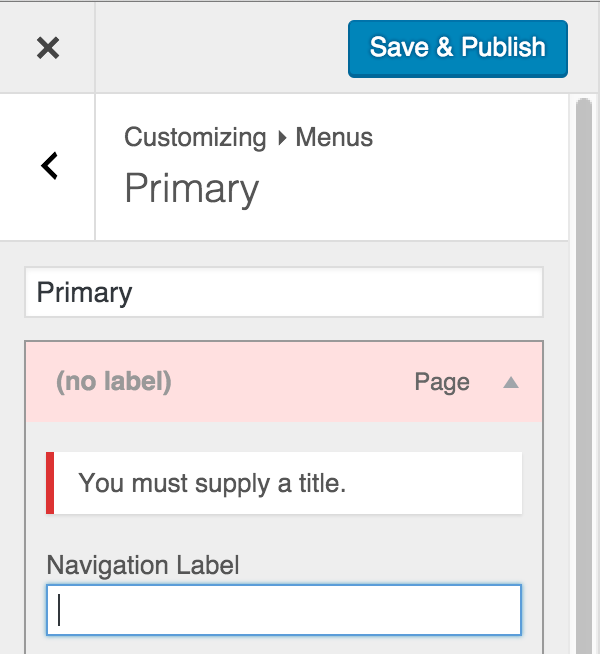 Save & Publish
Customizing ▸ Menus
Primary
Primary
(no label) Page
You must supply a title.
Navigation Label